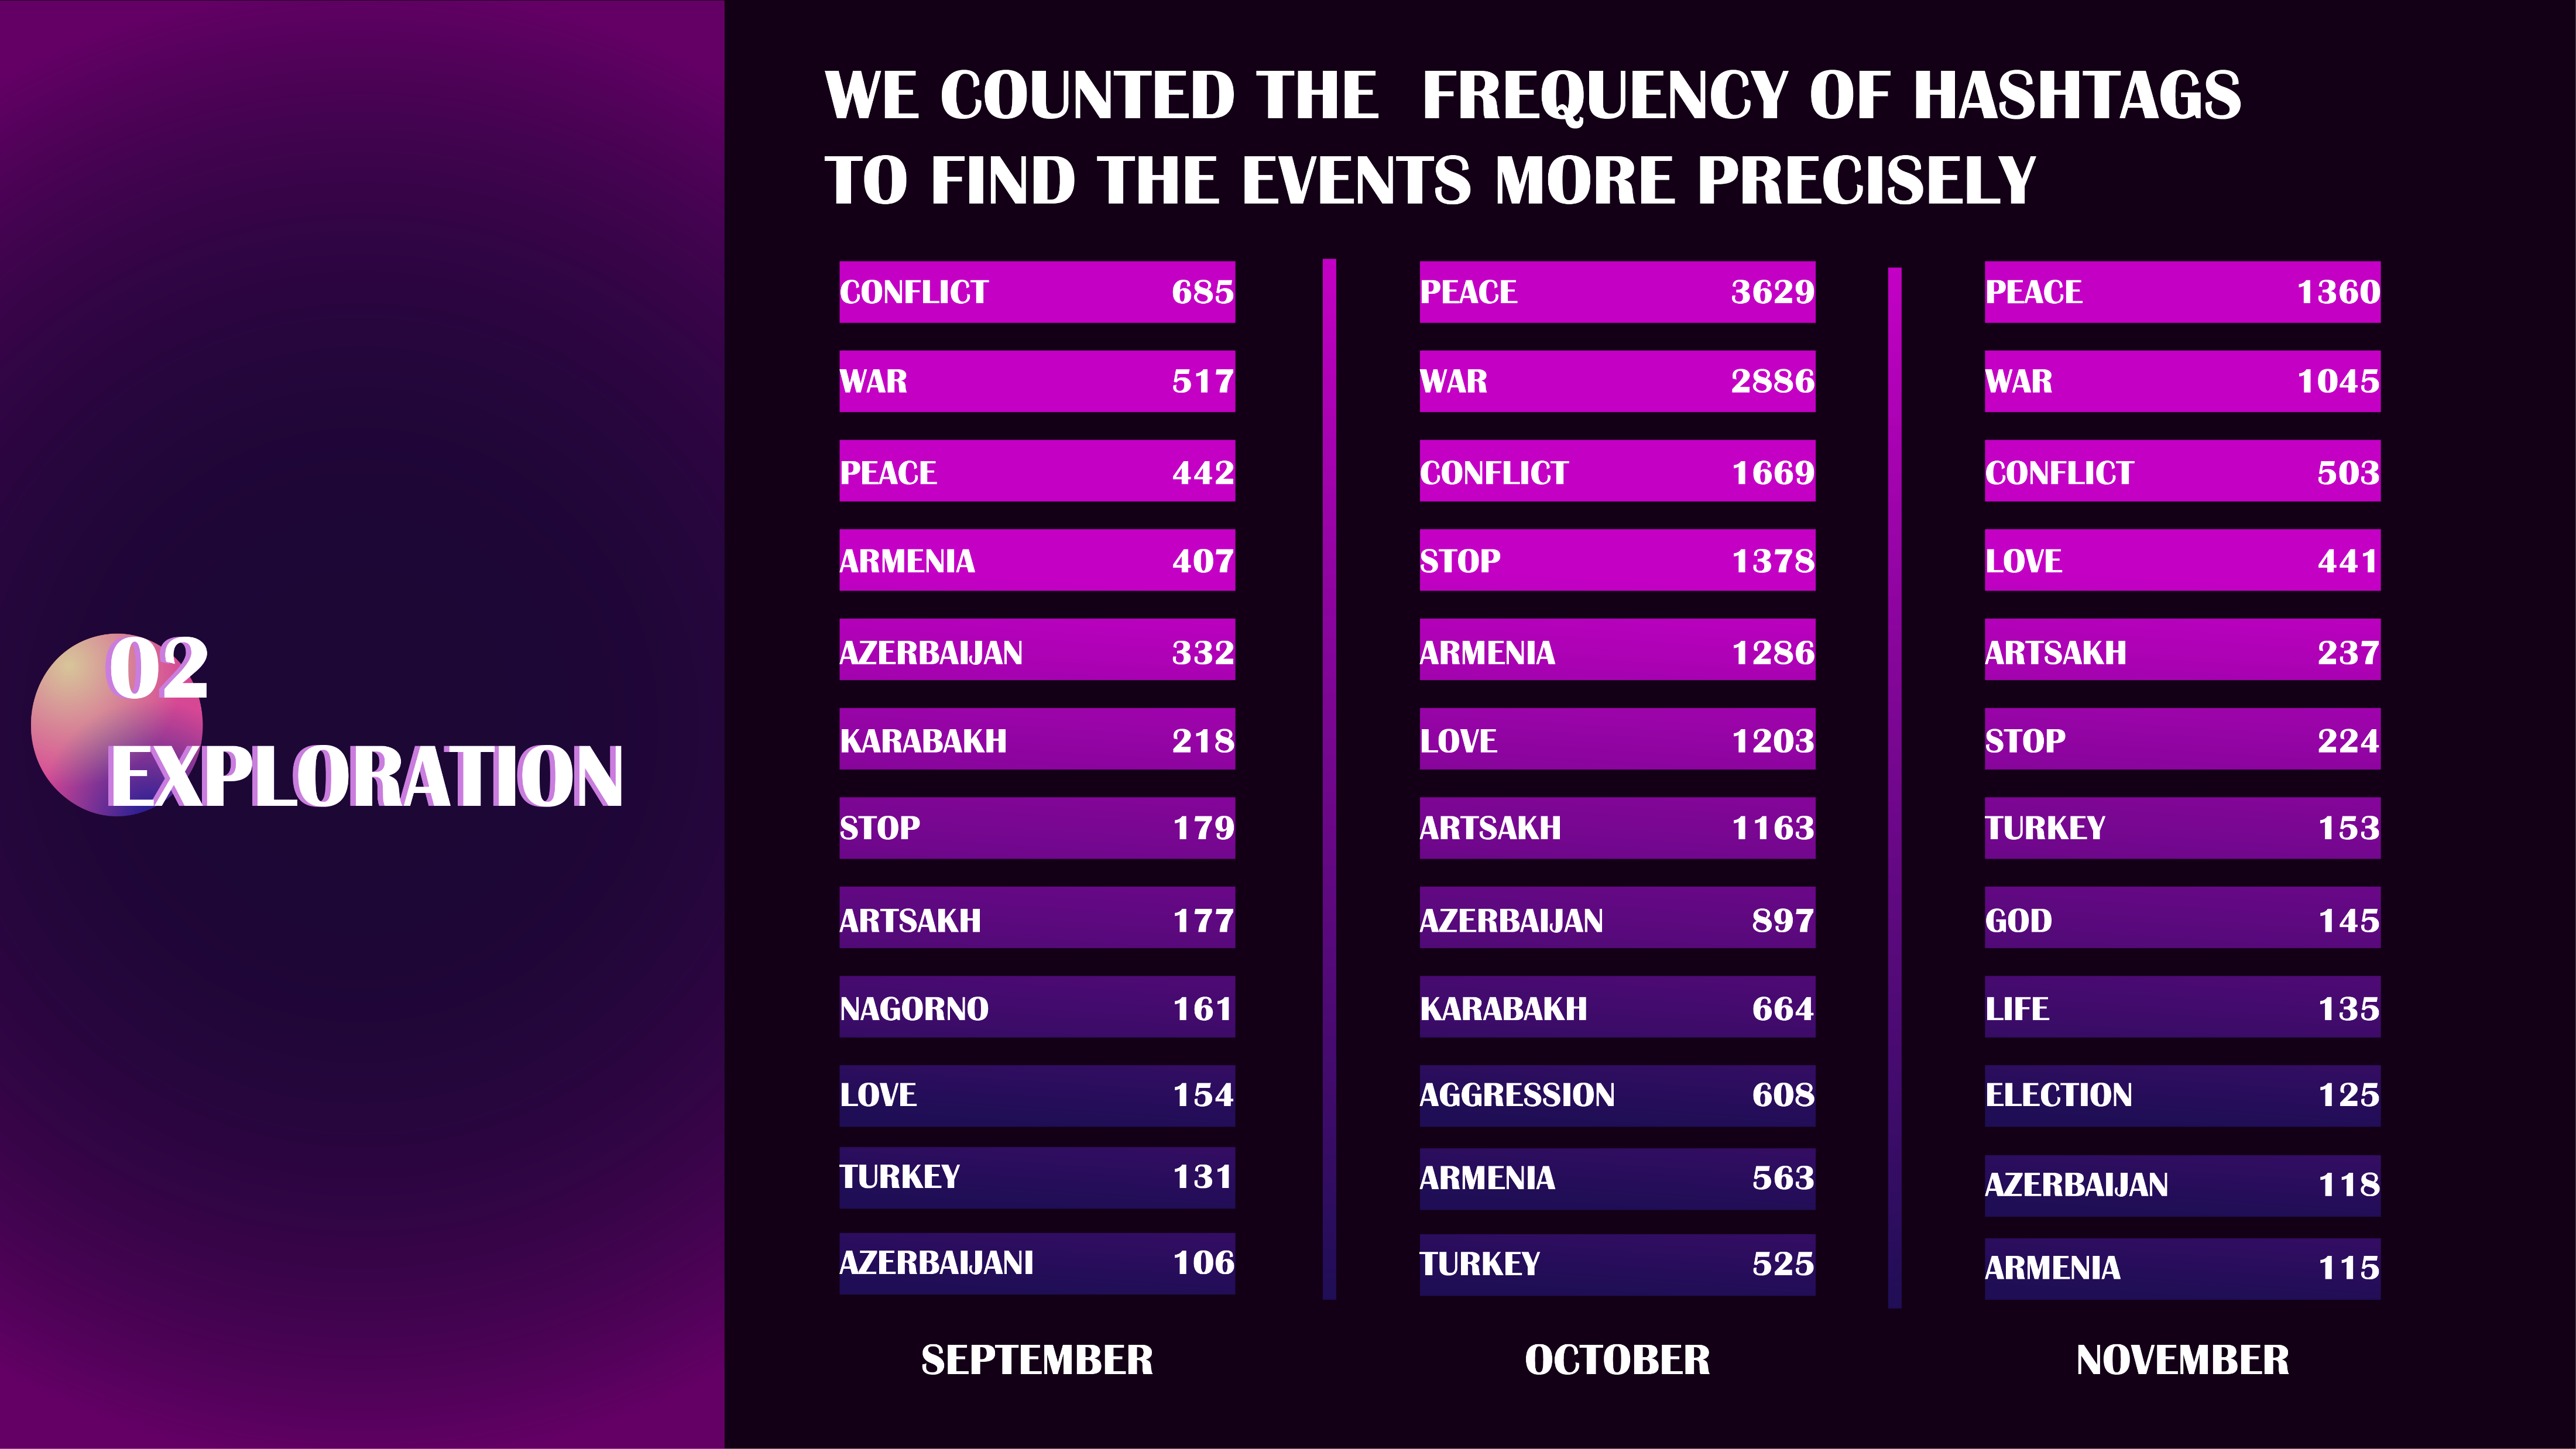 02
EXPLORATION
WE COUNTED THE FREQUENCY OF HASHTAGS
TO FIND THE EVENTS MORE PRECISELY
CONFLICT 685
WAR 517
PEACE 442
ARMENIA 407
AZERBAIJAN 332
KARABAKH 218
STOP 179
ARTSAKH 177
NAGORNO 161
LOVE 154
TURKEY 131
AZERBAIJANI 106
SEPTEMBER
PEACE 3629
WAR 2886
CONFLICT 1669
STOP 1378
ARMENIA 1286
LOVE 1203
ARTSAKH 1163
AZERBAIJAN 897
KARABAKH 664
AGGRESSION 608
ARMENIA 563
TURKEY 525
OCTOBER
PEACE 1360
WAR 1045
CONFLICT 503
LOVE 441
ARTSAKH 237
STOP 224
TURKEY 153
GOD 145
LIFE 135
ELECTION 125
AZERBAIJAN 118
ARMENIA 115
NOVEMBER